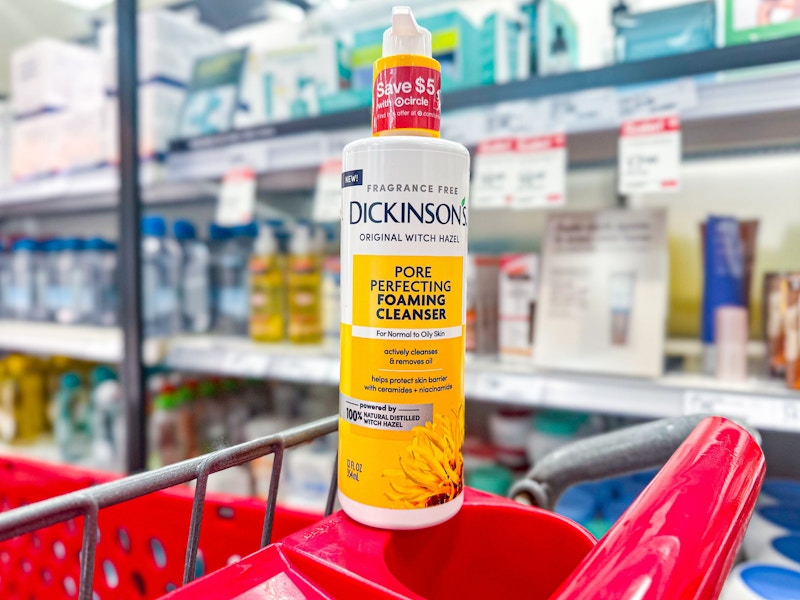 Save $5
with circle
NEW!
FRAGRANCE FREE
DICKINSON'S
ORIGINAL WITCH HAZEL
PORE
PERFECTING
FOAMING
CLEANSER
For Normal to Oily Skin
actively cleanses
& removes oil
helps protect skin barrier
with ceramides + niacinamide
powered by
100% NATURAL DISTILLED
WITCH HAZEL
12 FL OZ
354mL